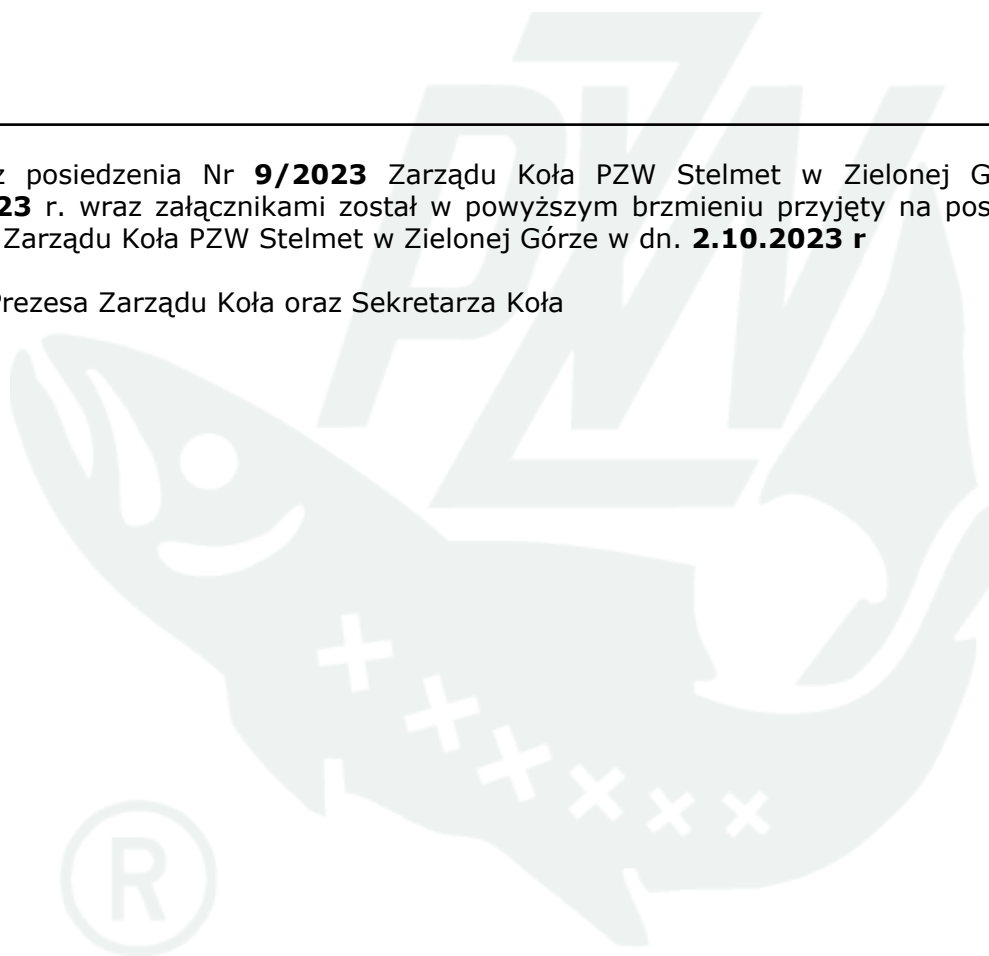 z posiedzenia Nr 9/2023 Zarządu Koła PZW Stelmet w Zielonej G
23 r. wraz załącznikami został w powyższym brzmieniu przyjęty na pos
Zarządu Koła PZW Stelmet w Zielonej Górze w dn. 2.10.2023 r
Prezesa Zarządu Koła oraz Sekretarza Koła
PZW
®